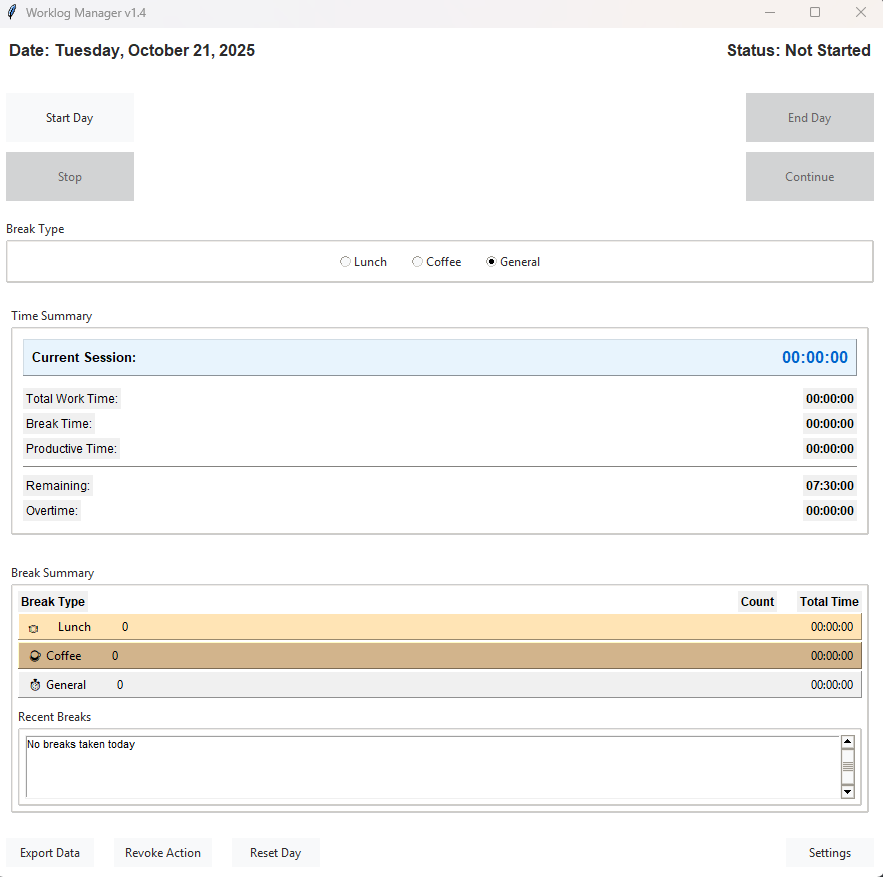 Worklog Manager v1.4
Date: Tuesday, October 21, 2025 Status: Not Started
Start Day End Day
Stop Continue
Break Type
Lunch Coffee General
Time Summary
Current Session: 00:00:00
Total Work Time: 00:00:00
Break Time: 00:00:00
Productive Time: 00:00:00
Remaining: 07:30:00
Overtime: 00:00:00
Break Summary
Break Type Count Total Time
Lunch 0 00:00:00
Coffee 0 00:00:00
General 0 00:00:00
Recent Breaks
No breaks taken today
Export Data Revoke Action Reset Day Settings